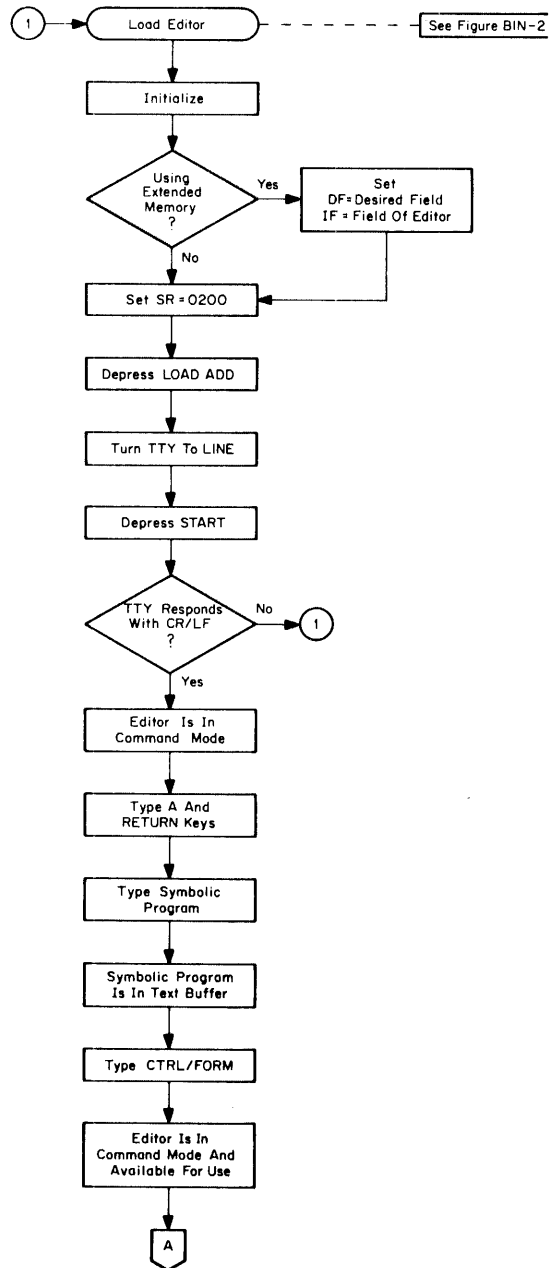 1
Load Editor
See Figure BIN-2
Initialize
Using
Extended
Memory
?
Yes
Set
DF=Desired Field
IF = Field Of Editor
No
Set SR = 0200
Depress LOAD ADD
Turn TTY To LINE
Depress START
TTY Responds
With CR/LF
?
No
1
Yes
Editor Is In
Command Mode
Type A And
RETURN Keys
Type Symbolic
Program
Symbolic Program
Is In Text Buffer
Type CTRL/FORM
Editor Is In
Command Mode And
Available For Use
A